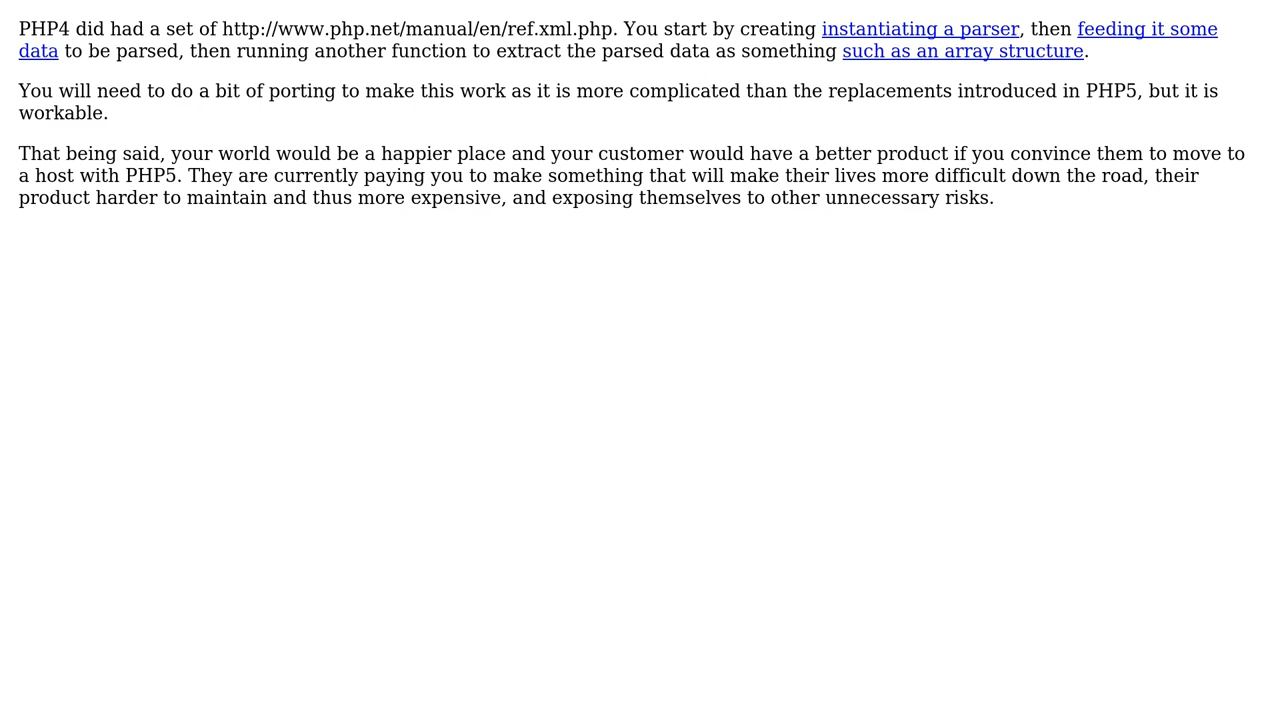 PHP4 did had a set of http://www.php.net/manual/en/ref.xml.php. You start by creating instantiating a parser, then feeding it some
data to be parsed, then running another function to extract the parsed data as something such as an array structure.
You will need to do a bit of porting to make this work as it is more complicated than the replacements introduced in PHP5, but it is
workable.
That being said, your world would be a happier place and your customer would have a better product if you convince them to move to
a host with PHP5. They are currently paying you to make something that will make their lives more difficult down the road, their
product harder to maintain and thus more expensive, and exposing themselves to other unnecessary risks.